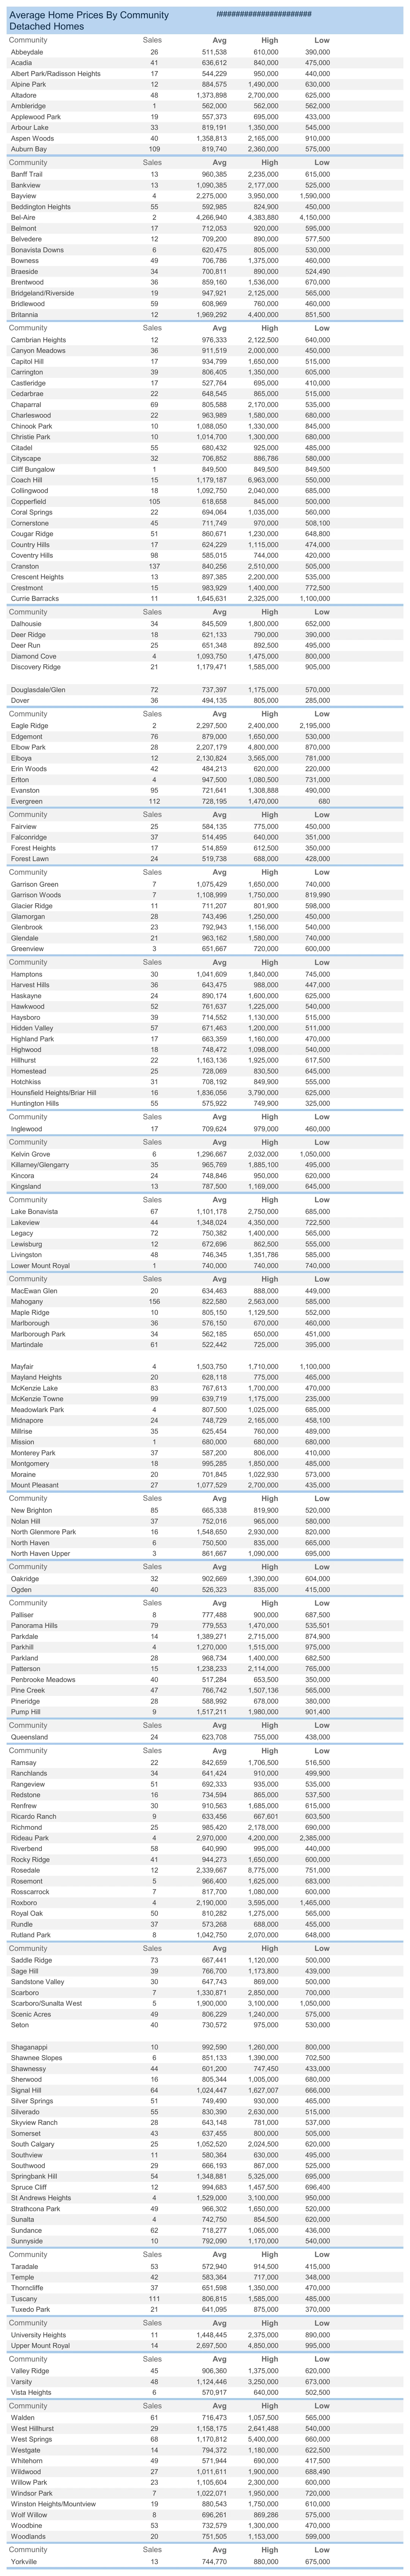 Average Home Prices By Community ######################
Detached Homes
Community Sales Avg High Low
Abbeydale 26 511,538 610,000 390,000
Acadia 41 636,612 840,000 475,000
Albert Park/Radisson Heights 17 544,229 950,000 440,000
Alpine Park 12 884,575 1,490,000 630,000
Altadore 48 1,373,898 2,700,000 625,000
Ambleridge 1 562,000 562,000 562,000
Applewood Park 19 557,373 695,000 435,000
Arbour Lake 33 819,191 1,350,000 545,000
Aspen Woods 40 1,358,813 2,165,000 910,000
Auburn Bay 109 819,740 2,360,000 575,000
Community Sales Avg High Low
Banff Trail 13 960,385 2,235,000 615,000
Bankview 13 1,090,385 2,177,000 525,000
Bayview 4 2,275,000 3,950,000 1,590,000
Beddington Heights 55 592,985 824,900 450,000
Bel-Aire 2 4,266,940 4,383,880 4,150,000
Belmont 17 712,053 920,000 595,000
Belvedere 12 709,200 890,000 577,500
Bonavista Downs 6 620,475 805,000 530,000
Bowness 49 706,786 1,375,000 460,000
Braeside 34 700,811 890,000 524,490
Brentwood 36 859,160 1,536,000 670,000
Bridgeland/Riverside 19 947,921 2,125,000 565,000
Bridlewood 59 608,969 760,000 460,000
Britannia 12 1,969,292 4,400,000 851,500
Community Sales Avg High Low
Cambrian Heights 12 976,333 2,122,500 640,000
Canyon Meadows 36 911,519 2,000,000 450,000
Capitol Hill 17 934,799 1,650,000 515,000
Carrington 39 806,405 1,350,000 605,000
Castleridge 17 527,764 695,000 410,000
Cedarbrae 22 648,545 865,000 515,000
Chaparral 69 805,588 2,170,000 535,000
Charleswood 22 963,989 1,580,000 680,000
Chinook Park 10 1,088,050 1,330,000 845,000
Christie Park 10 1,014,700 1,300,000 680,000
Citadel 55 680,432 925,000 485,000
Cityscape 32 706,852 886,786 580,000
Cliff Bungalow 1 849,500 849,500 849,500
Coach Hill 15 1,179,187 6,963,000 550,000
Collingwood 18 1,092,750 2,040,000 685,000
Copperfield 105 618,658 845,000 500,000
Coral Springs 22 694,064 1,035,000 560,000
Cornerstone 45 711,749 970,000 508,100
Cougar Ridge 51 860,671 1,230,000 648,800
Country Hills 17 624,229 1,115,000 474,000
Coventry Hills 98 585,015 744,000 420,000
Cranston 137 840,256 2,510,000 505,000
Crescent Heights 13 897,385 2,200,000 535,000
Crestmont 15 983,929 1,400,000 772,500
Currie Barracks 11 1,645,631 2,325,000 1,100,000
Community Sales Avg High Low
Dalhousie 34 845,509 1,800,000 652,000
Deer Ridge 18 621,133 790,000 390,000
Deer Run 25 651,348 892,500 495,000
Diamond Cove 4 1,093,750 1,475,000 800,000
Discovery Ridge 21 1,179,471 1,585,000 905,000
Douglasdale/Glen 72 737,397 1,175,000 570,000
Dover 36 494,135 805,000 285,000
Community Sales Avg High Low
Eagle Ridge 2 2,297,500 2,400,000 2,195,000
Edgemont 76 879,000 1,650,000 530,000
Elbow Park 28 2,207,179 4,800,000 870,000
Elboya 12 2,130,824 3,565,000 781,000
Erin Woods 42 484,213 620,000 220,000
Erlton 4 947,500 1,080,500 731,000
Evanston 95 721,641 1,308,888 490,000
Evergreen 112 728,195 1,470,000 680
Community Sales Avg High Low
Fairview 25 584,135 775,000 450,000
Falconridge 37 514,495 640,000 351,000
Forest Heights 17 514,859 612,500 350,000
Forest Lawn 24 519,738 688,000 428,000
Community Sales Avg High Low
Garrison Green 7 1,075,429 1,650,000 740,000
Garrison Woods 7 1,108,999 1,750,000 819,990
Glacier Ridge 11 711,207 801,900 598,000
Glamorgan 28 743,496 1,250,000 450,000
Glenbrook 23 792,943 1,156,000 540,000
Glendale 21 963,162 1,580,000 740,000
Greenview 3 651,667 720,000 600,000
Community Sales Avg High Low
Hamptons 30 1,041,609 1,840,000 745,000
Harvest Hills 36 643,475 988,000 447,000
Haskayne 24 890,174 1,600,000 625,000
Hawkwood 52 761,637 1,225,000 540,000
Haysboro 39 714,552 1,130,000 515,000
Hidden Valley 57 671,463 1,200,000 511,000
Highland Park 17 663,359 1,160,000 470,000
Highwood 18 748,472 1,098,000 540,000
Hillhurst 22 1,163,136 1,925,000 617,500
Homestead 25 728,069 830,500 645,000
Hotchkiss 31 708,192 849,900 555,000
Hounsfield Heights/Briar Hill 16 1,836,056 3,790,000 625,000
Huntington Hills 55 575,922 749,900 325,000
Community Sales Avg High Low
Inglewood 17 709,624 979,000 460,000
Community Sales Avg High Low
Kelvin Grove 6 1,296,667 2,032,000 1,050,000
Killarney/Glengarry 35 965,769 1,885,100 495,000
Kincora 24 748,846 950,000 620,000
Kingsland 13 787,500 1,169,000 645,000
Community Sales Avg High Low
Lake Bonavista 67 1,101,178 2,750,000 685,000
Lakeview 44 1,348,024 4,350,000 722,500
Legacy 72 750,382 1,400,000 565,000
Lewisburg 12 672,696 862,500 555,000
Livingston 48 746,345 1,351,786 585,000
Lower Mount Royal 1 740,000 740,000 740,000
Community Sales Avg High Low
MacEwan Glen 20 634,463 888,000 449,000
Mahogany 156 822,580 2,563,000 585,000
Maple Ridge 10 805,150 1,129,500 552,000
Marlborough 36 576,150 670,000 460,000
Marlborough Park 34 562,185 650,000 451,000
Martindale 61 522,442 725,000 395,000
Mayfair 4 1,503,750 1,710,000 1,100,000
Mayland Heights 20 628,118 775,000 465,000
McKenzie Lake 83 767,613 1,700,000 470,000
McKenzie Towne 99 639,719 1,175,000 235,000
Meadowlark Park 4 807,500 1,025,000 685,000
Midnapore 24 748,729 2,165,000 458,100
Millrise 35 625,454 760,000 489,000
Mission 1 680,000 680,000 680,000
Monterey Park 37 587,200 806,000 410,000
Montgomery 18 995,285 1,850,000 485,000
Moraine 20 701,845 1,022,930 573,000
Mount Pleasant 27 1,077,529 2,700,000 435,000
Community Sales Avg High Low
New Brighton 85 665,338 819,900 520,000
Nolan Hill 37 752,016 965,000 580,000
North Glenmore Park 16 1,548,650 2,930,000 820,000
North Haven 6 750,500 835,000 665,000
North Haven Upper 3 861,667 1,090,000 695,000
Community Sales Avg High Low
Oakridge 32 902,669 1,390,000 604,000
Ogden 40 526,323 835,000 415,000
Community Sales Avg High Low
Palliser 8 777,488 900,000 687,500
Panorama Hills 79 779,553 1,470,000 535,501
Parkdale 14 1,389,271 2,715,000 874,900
Parkhill 4 1,270,000 1,515,000 975,000
Parkland 28 968,734 1,400,000 682,500
Patterson 15 1,238,233 2,114,000 765,000
Penbrooke Meadows 40 517,284 653,500 350,000
Pine Creek 47 766,742 1,507,136 565,000
Pineridge 28 588,992 678,000 380,000
Pump Hill 9 1,517,211 1,980,000 901,400
Community Sales Avg High Low
Queensland 24 623,708 755,000 438,000
Community Sales Avg High Low
Ramsay 22 842,659 1,706,500 516,500
Ranchlands 34 641,424 910,000 499,900
Rangeview 51 692,333 935,000 535,000
Redstone 16 734,594 865,000 537,500
Renfrew 30 910,563 1,685,000 615,000
Ricardo Ranch 9 633,456 667,601 603,500
Richmond 25 985,420 2,178,000 690,000
Rideau Park 4 2,970,000 4,200,000 2,385,000
Riverbend 58 640,990 995,000 440,000
Rocky Ridge 41 944,273 1,650,000 600,000
Rosedale 12 2,339,667 8,775,000 751,000
Rosemont 5 966,400 1,625,000 683,000
Rosscarrock 7 817,700 1,080,000 600,000
Roxboro 4 2,190,000 3,595,000 1,465,000
Royal Oak 50 810,282 1,275,000 565,000
Rundle 37 573,268 688,000 455,000
Rutland Park 8 1,042,750 2,070,000 648,000
Community Sales Avg High Low
Saddle Ridge 73 667,441 1,120,000 500,000
Sage Hill 39 766,700 1,173,800 439,000
Sandstone Valley 30 647,743 869,000 500,000
Scarboro 7 1,330,871 2,850,000 700,000
Scarboro/Sunalta West 5 1,900,000 3,100,000 1,050,000
Scenic Acres 49 806,229 1,240,000 575,000
Seton 40 730,572 975,000 530,000
Shaganappi 10 992,590 1,260,000 800,000
Shawnee Slopes 6 851,133 1,390,000 702,500
Shawnessy 44 601,200 747,450 433,000
Sherwood 16 805,344 1,005,000 680,000
Signal Hill 64 1,024,447 1,627,007 666,000
Silver Springs 51 749,490 930,000 465,000
Silverado 55 830,390 2,630,000 515,000
Skyview Ranch 28 643,148 781,000 537,000
Somerset 43 637,455 800,000 505,000
South Calgary 25 1,052,520 2,024,500 620,000
Southview 11 580,364 630,000 495,000
Southwood 29 666,193 867,000 525,000
Springbank Hill 54 1,348,881 5,325,000 695,000
Spruce Cliff 12 994,683 1,457,500 696,400
St Andrews Heights 4 1,529,000 3,100,000 950,000
Strathcona Park 49 966,302 1,650,000 520,000
Sunalta 4 742,750 854,500 620,000
Sundance 62 718,277 1,065,000 436,000
Sunnyside 10 792,090 1,170,000 540,000
Community Sales Avg High Low
Taradale 53 572,940 914,500 415,000
Temple 42 583,364 717,000 348,000
Thorncliffe 37 651,598 1,350,000 470,000
Tuscany 111 806,815 1,585,000 485,000
Tuxedo Park 21 641,095 875,000 370,000
Community Sales Avg High Low
University Heights 11 1,448,445 2,375,000 890,000
Upper Mount Royal 14 2,697,500 4,850,000 995,000
Community Sales Avg High Low
Valley Ridge 45 906,360 1,375,000 620,000
Varsity 48 1,124,446 3,250,000 673,000
Vista Heights 6 570,917 640,000 502,500
Community Sales Avg High Low
Walden 61 716,473 1,057,500 565,000
West Hillhurst 29 1,158,175 2,641,488 540,000
West Springs 68 1,170,812 5,400,000 660,000
Westgate 14 794,372 1,180,000 622,500
Whitehorn 49 571,944 690,000 417,500
Wildwood 27 1,011,611 1,900,000 688,490
Willow Park 23 1,105,604 2,300,000 600,000
Windsor Park 7 1,022,071 1,950,000 720,000
Winston Heights/Mountview 19 880,543 1,750,000 610,000
Wolf Willow 8 696,261 869,286 575,000
Woodbine 53 732,579 1,300,000 470,000
Woodlands 20 751,505 1,153,000 599,000
Community Sales Avg High Low
Yorkville 13 744,770 880,000 675,000